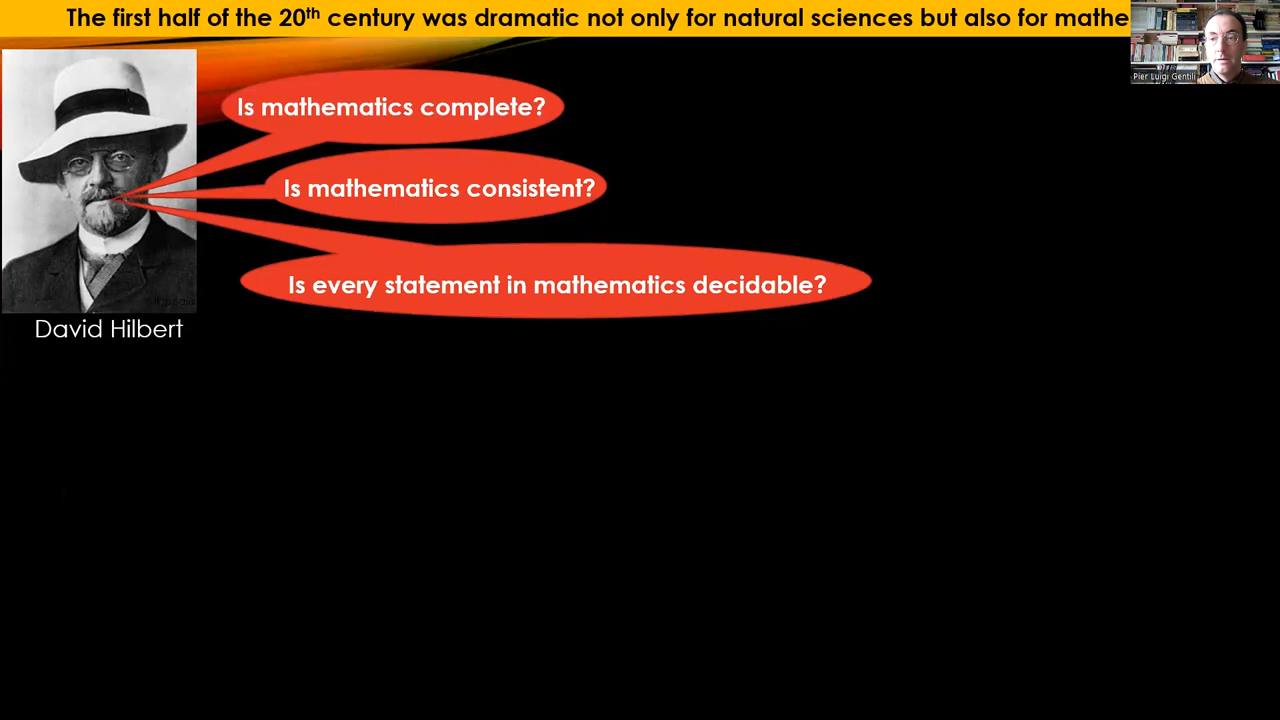 The first half of the 20th century was dramatic not only for natural sciences but also for mathe
Pier Luigi Gentili
Is mathematics complete?
Is mathematics consistent?
Is every statement in mathematics decidable?
David Hilbert